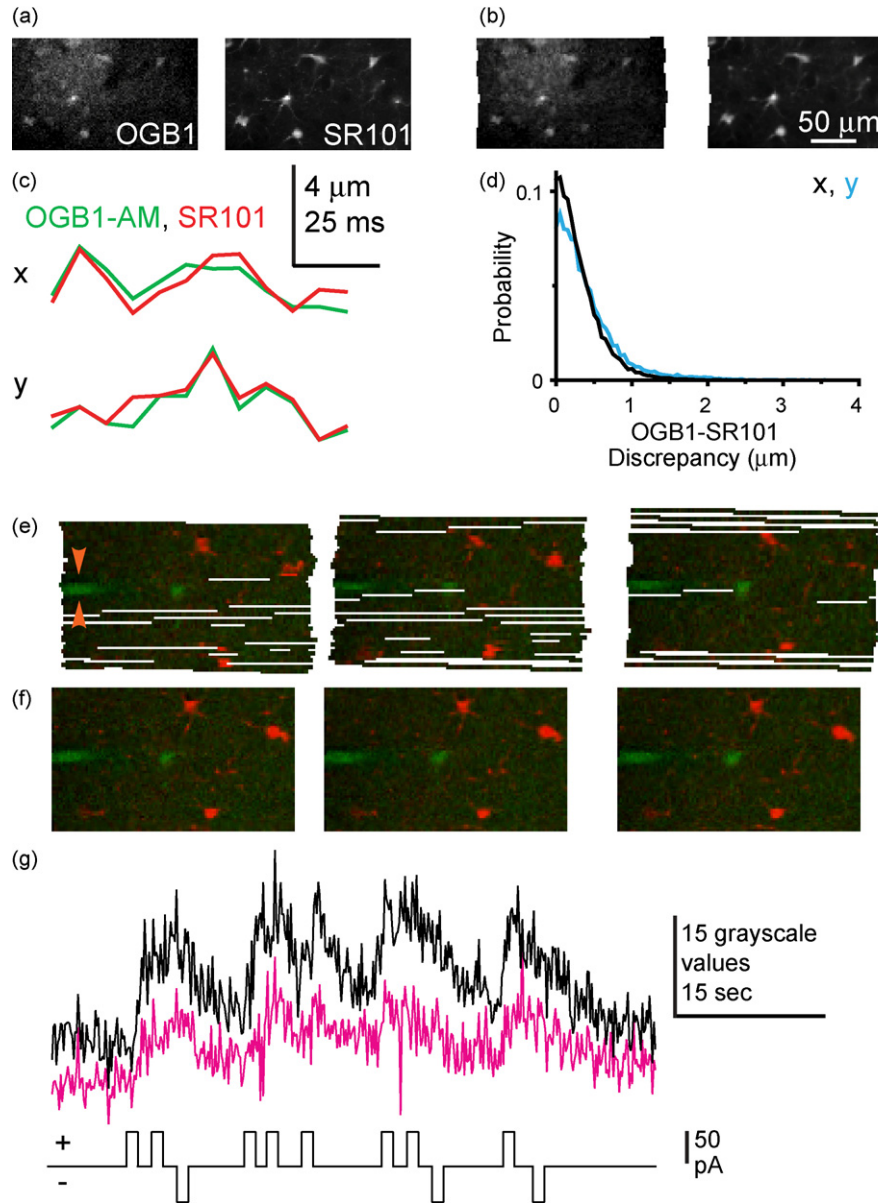 (a)
(b)
OGB1
SR101
50 μm
(c)
4 μm
25 ms
OGB1-AM, SR101
x
y
(d)
x, y
0.1
0
Probability
0 1 2 3 4
OGB1-SR101
Discrepancy (μm)
(e)
(f)
(g)
15 grayscale
values
15 sec
+
-
50
pA